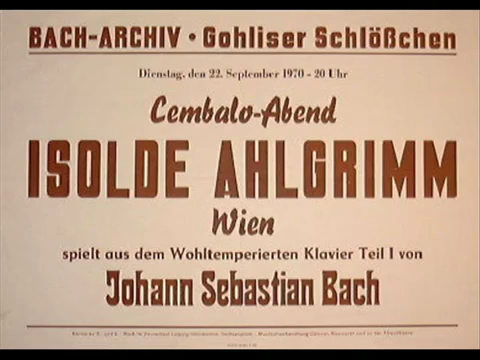 BACH-ARCHIV • Gohliser Schlößchen
Dienstag, den 22. September 1970 - 20 Uhr
Cembalo-Abend
ISOLDE AHLGRIMM
Wien
spielt aus dem Wohltemperierten Klavier Teil I von
Johann Sebastian Bach